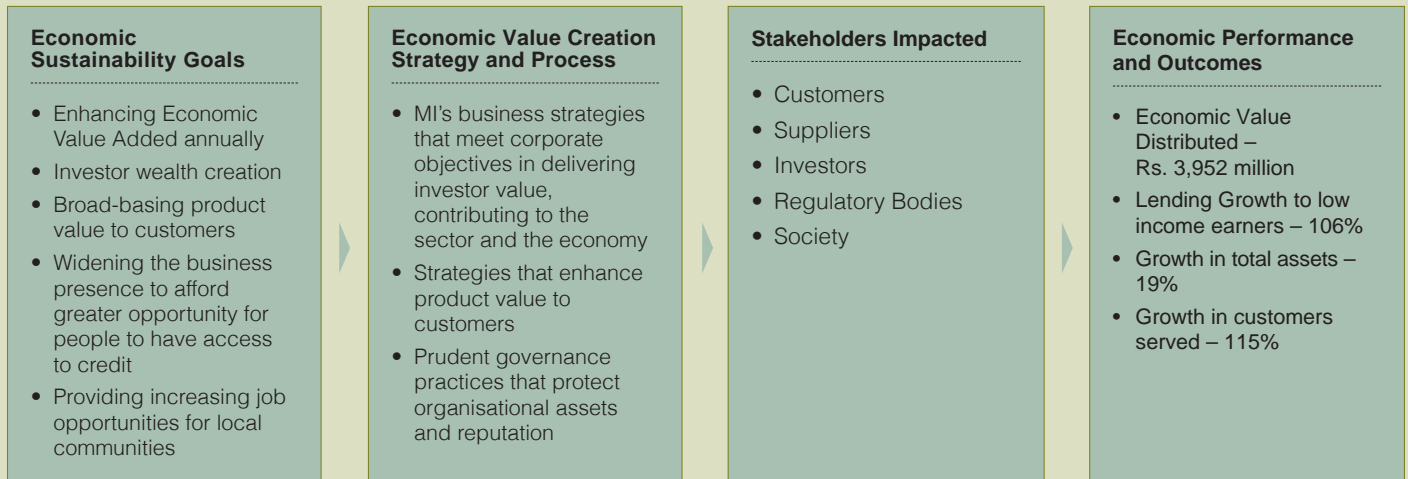 Economic
Sustainability Goals
• Enhancing Economic
Value Added annually
• Investor wealth creation
• Broad-basing product
value to customers
• Widening the business
presence to afford
greater opportunity for
people to have access
to credit
• Providing increasing job
opportunities for local
communities
Economic Value Creation
Strategy and Process
• MI’s business strategies
that meet corporate
objectives in delivering
investor value,
contributing to the
sector and the economy
• Strategies that enhance
product value to
customers
• Prudent governance
practices that protect
organisational assets
and reputation
Stakeholders Impacted
• Customers
• Suppliers
• Investors
• Regulatory Bodies
• Society
Economic Performance
and Outcomes
• Economic Value
Distributed –
Rs. 3,952 million
• Lending Growth to low
income earners – 106%
• Growth in total assets –
19%
• Growth in customers
served – 115%